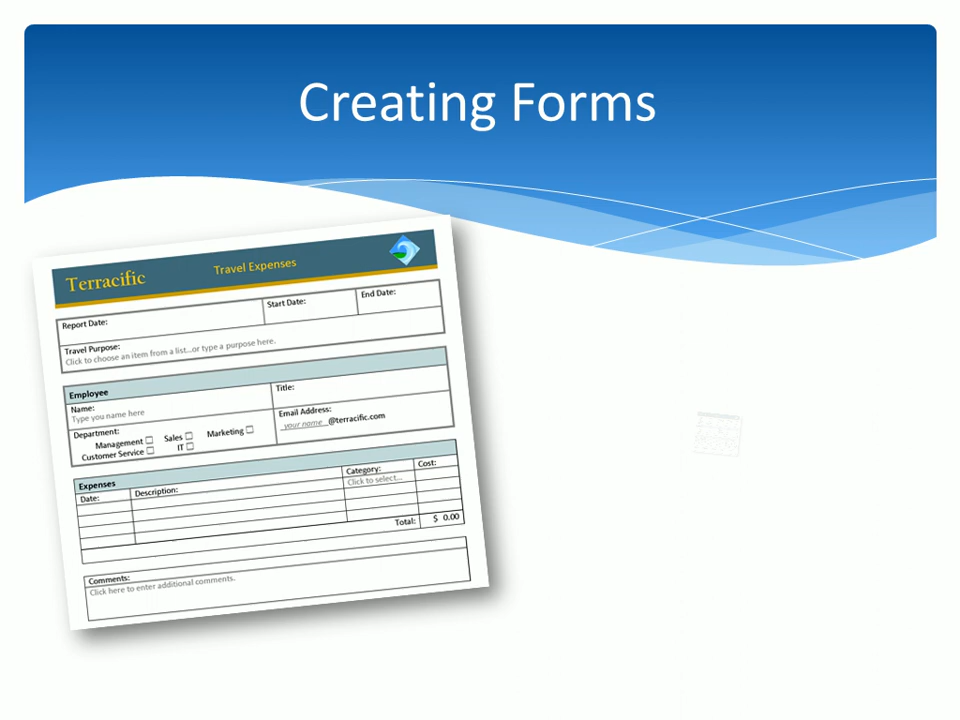 Creating Forms
Terracific
Travel Expenses
Report Date:
Start Date:
End Date:
Travel Purpose:
Click to choose an item from a list...or type a purpose here.
Employee
Name:
Type you name here
Title:
Department:
Management
Sales
Marketing
Customer Service
IT
Email Address:
your name @terracific.com
Expenses
Date:
Description:
Category:
Cost:
Click to select...
Total:
$ 0.00
Comments:
Click here to enter additional comments.